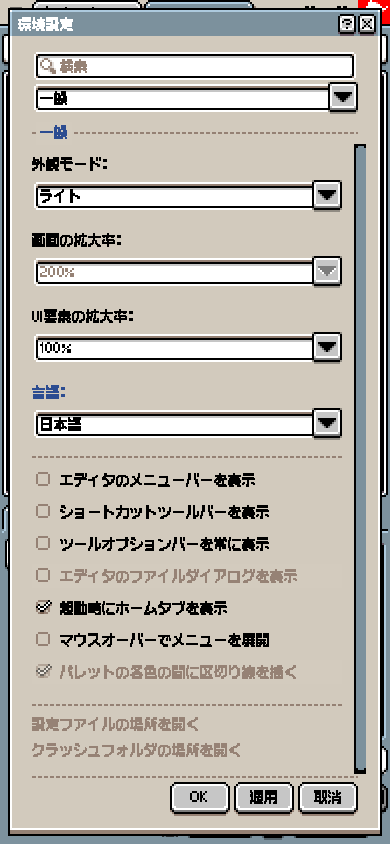 環境設定
検索
一般
一般
外観モード:
ライト
画面の拡大率:
200%
UI要素の拡大率:
100%
言語:
日本語
エディタのメニューバーを表示
ショートカットツールバーを表示
ツールオプションバーを常に表示
エディタのファイルダイアログを表示
起動時にホームタブを表示
マウスオーバーでメニューを展開
パレットの各色の間に区切り線を描く
設定ファイルの場所を開く
クラッシュフォルダの場所を開く
OK 適用 取消